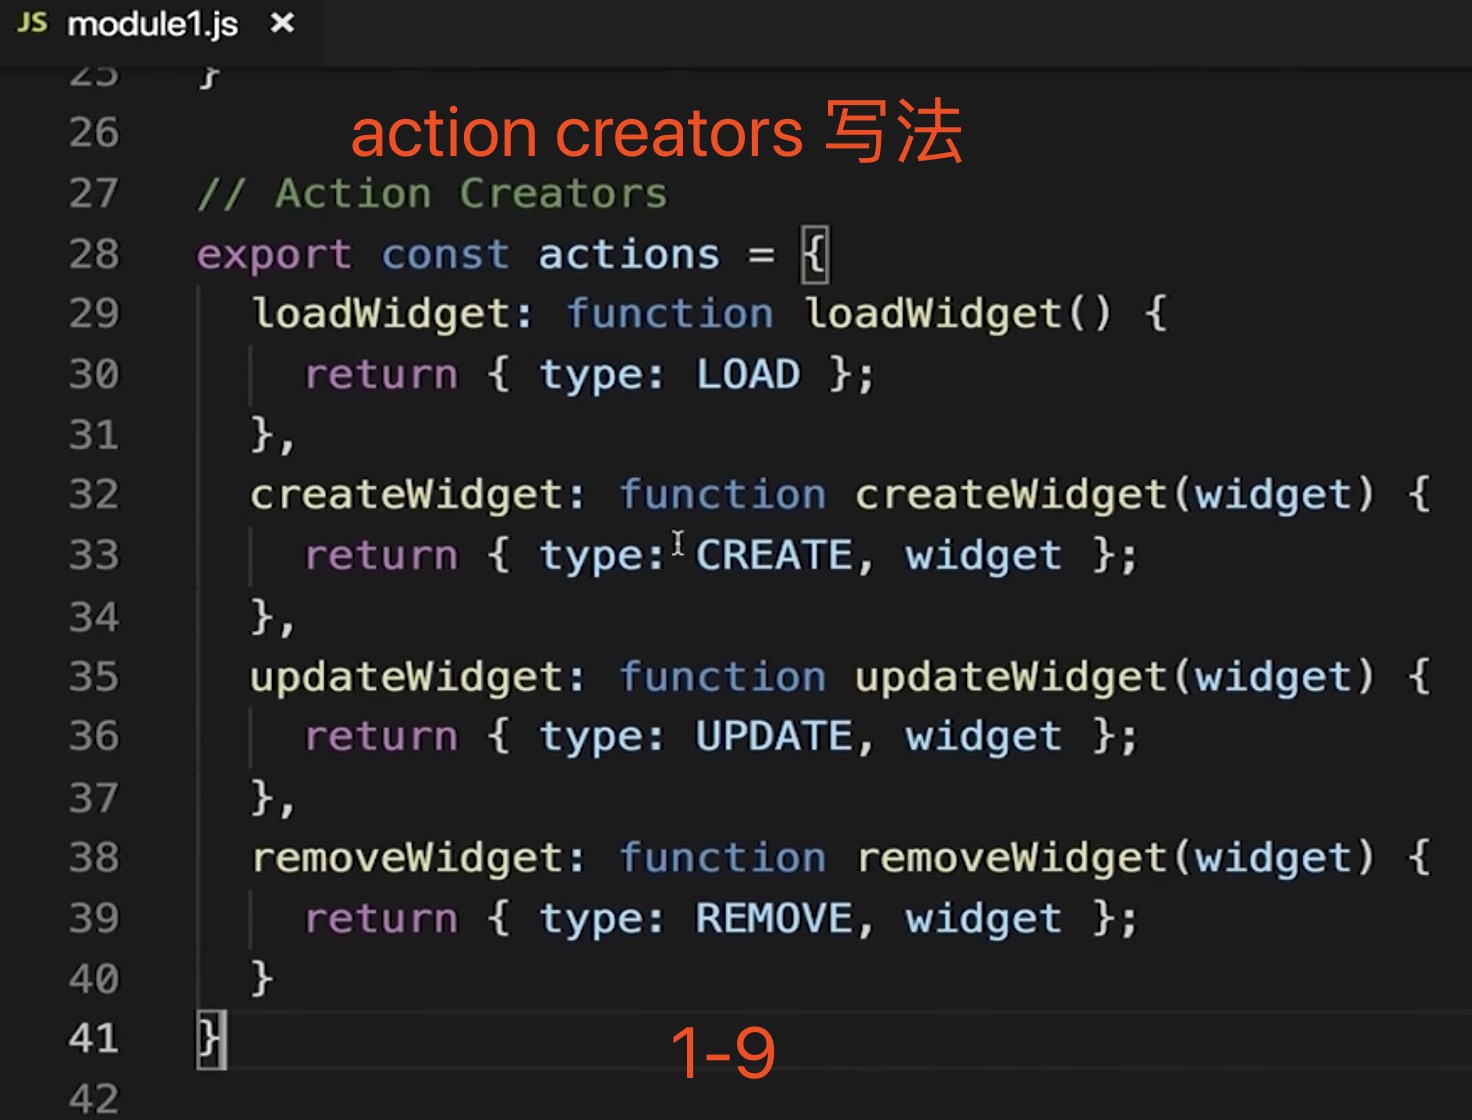 JS module1.js ×
25 }
26
action creators 写法
27 // Action Creators
28 export const actions = {
29 loadWidget: function loadWidget() {
30 return { type: LOAD };
31 },
32 createWidget: function createWidget(widget) {
33 return { type: CREATE, widget };
34 },
35 updateWidget: function updateWidget(widget) {
36 return { type: UPDATE, widget };
37 },
38 removeWidget: function removeWidget(widget) {
39 return { type: REMOVE, widget };
40 }
41 }
1-9
42